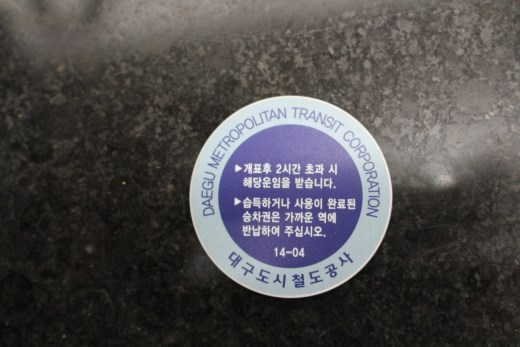 DAEGU METROPOLITAN TRANSIT CORPORATION
▶개표후 2시간 초과 시
해당운임을 받습니다.
▶습득하거나 사용이 완료된
승차권은 가까운 역에
반납하여 주십시오.
14-04
대구도시철도공사